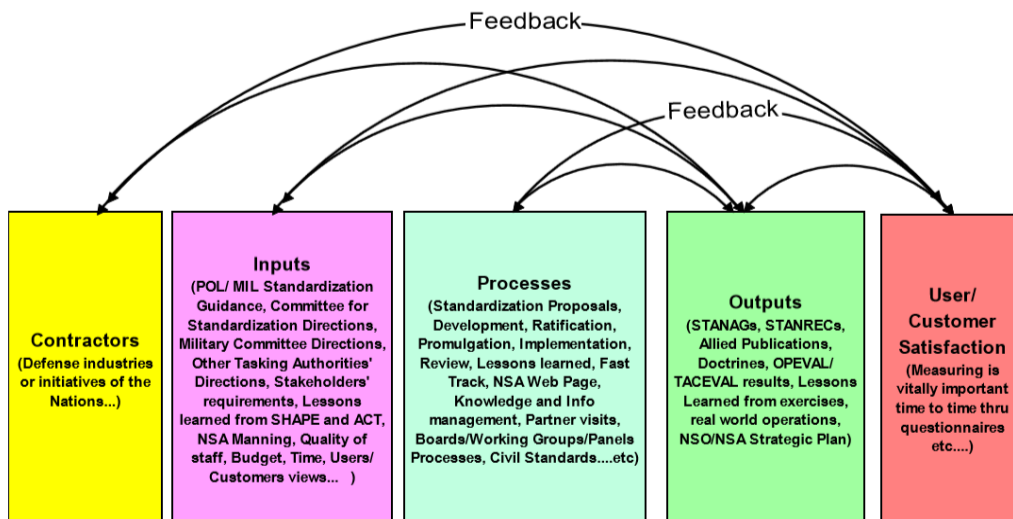 Feedback
Feedback
Contractors
(Defense industries
or initiatives of the
Nations...)
Inputs
(POL/ MIL Standardization
Guidance, Committee for
Standardization Directions,
Military Committee Directions,
Other Tasking Authorities'
Directions, Stakeholders'
requirements, Lessons
learned from SHAPE and ACT,
NSA Manning, Quality of
staff, Budget, Time, Users/
Customers views... )
Processes
(Standardization Proposals,
Development, Ratification,
Promulgation, Implementation,
Review, Lessons learned, Fast
Track, NSA Web Page,
Knowledge and Info
management, Partner visits,
Boards/Working Groups/Panels
Processes, Civil Standards....etc)
Outputs
(STANAGs, STANRECs,
Allied Publications,
Doctrines, OPEVAL/
TACEVAL results, Lessons
Learned from exercises,
real world operations,
NSO/NSA Strategic Plan)
User/
Customer
Satisfaction
(Measuring is
vitally important
time to time thru
questionnaires
etc....)